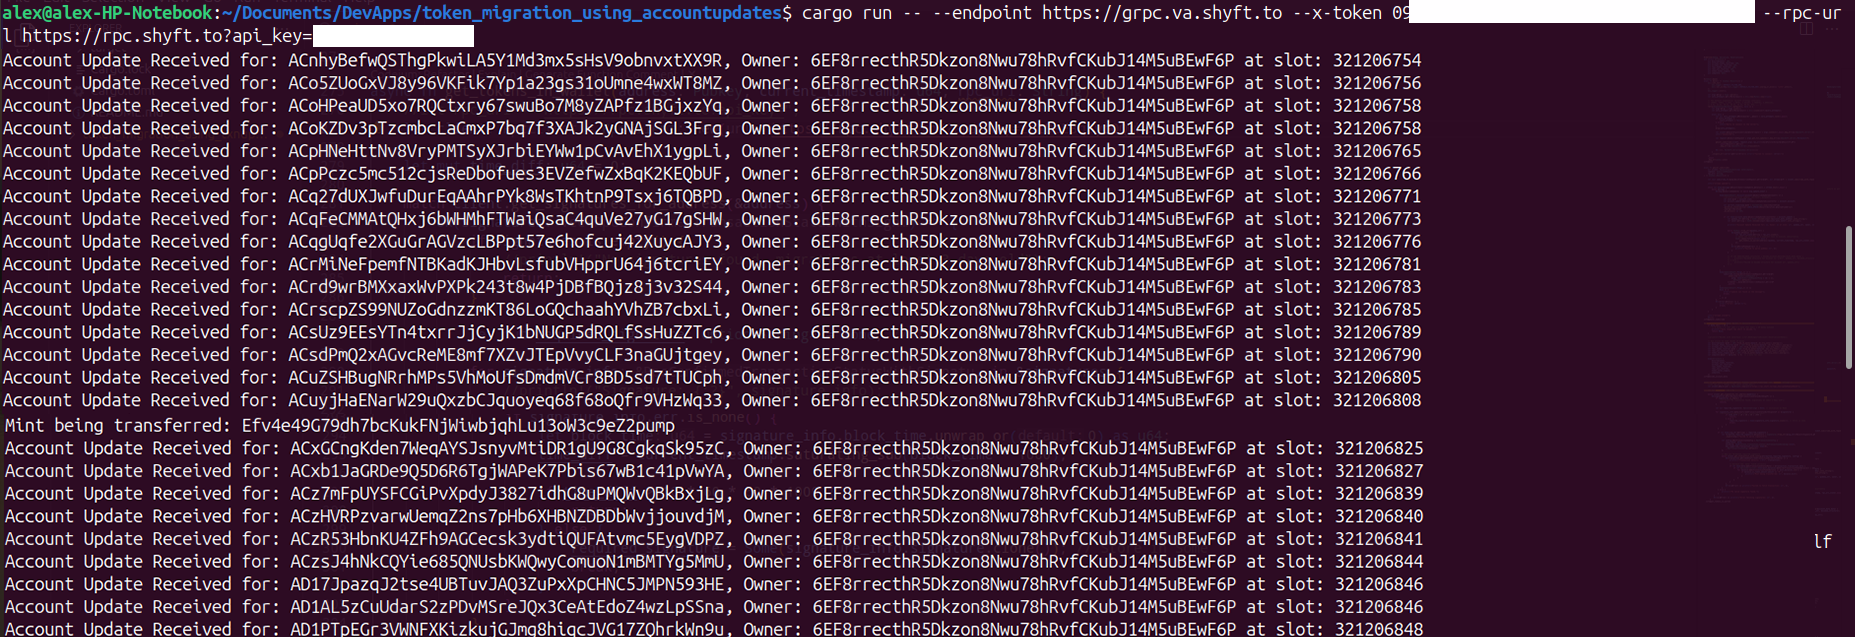 alex@alex-HP-Notebook:~/Documents/DevApps/token_migration_using_accountupdates$ cargo run -- --endpoint https://grpc.va.shyft.to --x-token 09 --rpc-ur
l https://rpc.shyft.to?api_key=
Account Update Received for: ACnhyBefwQSThgPkwiLA5Y1Md3mx5sHsV9obnvxtXX9R, Owner: 6EF8rrecthR5Dkzon8Nwu78hRvfCKubJ14M5uBEwF6P at slot: 321206754
Account Update Received for: ACo5ZUoGxVJ8y96VKFik7Yp1a23gs31oUmne4wxWT8MZ, Owner: 6EF8rrecthR5Dkzon8Nwu78hRvfCKubJ14M5uBEwF6P at slot: 321206756
Account Update Received for: ACoHPeaUD5xo7RQCtxry67swuBo7M8yZAPfz1BGjxzYq, Owner: 6EF8rrecthR5Dkzon8Nwu78hRvfCKubJ14M5uBEwF6P at slot: 321206758
Account Update Received for: ACoKZDv3pTzcmbcLaCmxP7bq7f3XAJk2yGNAjSGL3Frg, Owner: 6EF8rrecthR5Dkzon8Nwu78hRvfCKubJ14M5uBEwF6P at slot: 321206758
Account Update Received for: ACpHNeHttNv8VryPMTSyXJrbiEYWw1pCvAvEhX1ygpLi, Owner: 6EF8rrecthR5Dkzon8Nwu78hRvfCKubJ14M5uBEwF6P at slot: 321206765
Account Update Received for: ACpPczc5mc512cjsReDbofues3EVZefwZxBqK2KEQbUF, Owner: 6EF8rrecthR5Dkzon8Nwu78hRvfCKubJ14M5uBEwF6P at slot: 321206766
Account Update Received for: ACq27dUXJwfuDurEqAAhrPYk8WsTKhtnP9Tsxj6TQBPD, Owner: 6EF8rrecthR5Dkzon8Nwu78hRvfCKubJ14M5uBEwF6P at slot: 321206771
Account Update Received for: ACqFeCMMAtQHxj6bWHMhFTWaiQsaC4quVe27yG17gSHW, Owner: 6EF8rrecthR5Dkzon8Nwu78hRvfCKubJ14M5uBEwF6P at slot: 321206773
Account Update Received for: ACqgUqfe2XGuGrAGVzcLBPpt57e6hofcuj42XuycAJY3, Owner: 6EF8rrecthR5Dkzon8Nwu78hRvfCKubJ14M5uBEwF6P at slot: 321206776
Account Update Received for: ACrMiNeFpemfNTBKadKJHbvLsfubVHpprU64j6tcriEY, Owner: 6EF8rrecthR5Dkzon8Nwu78hRvfCKubJ14M5uBEwF6P at slot: 321206781
Account Update Received for: ACrd9wrBMXxaxWvPXPk243t8w4PjDBfBQjz8j3v32S44, Owner: 6EF8rrecthR5Dkzon8Nwu78hRvfCKubJ14M5uBEwF6P at slot: 321206783
Account Update Received for: ACrscpZS99NUZoGdnzzmKT86LoGQchaahYVhZB7cbxLi, Owner: 6EF8rrecthR5Dkzon8Nwu78hRvfCKubJ14M5uBEwF6P at slot: 321206785
Account Update Received for: ACsUz9EEsYTn4txrrJjCyjK1bNUGP5dRQLfSsHuZZTc6, Owner: 6EF8rrecthR5Dkzon8Nwu78hRvfCKubJ14M5uBEwF6P at slot: 321206789
Account Update Received for: ACsdPmQ2xAGvcReME8mf7XZvJTEpVvyCLF3naGUjtgey, Owner: 6EF8rrecthR5Dkzon8Nwu78hRvfCKubJ14M5uBEwF6P at slot: 321206790
Account Update Received for: ACuZSHBugNRrhMPs5VhMoUfsDmdmVCr8BD5Sd7tTUCph, Owner: 6EF8rrecthR5Dkzon8Nwu78hRvfCKubJ14M5uBEwF6P at slot: 321206805
Account Update Received for: ACuyjHaENarW29uQxzbCJquoyeq68f68oQfr9VHzWq33, Owner: 6EF8rrecthR5Dkzon8Nwu78hRvfCKubJ14M5uBEwF6P at slot: 321206808
Mint being transferred: Efv4e49G79dh7bcKukFNjWiwbjqhLu13oW3c9eZ2pump
Account Update Received for: ACxGCngKden7WeqAYSJsnyvMtiDR1gU9G8CgkqSko5zC, Owner: 6EF8rrecthR5Dkzon8Nwu78hRvfCKubJ14M5uBEwF6P at slot: 321206825
Account Update Received for: ACxb1JaGRDe9Q5D6R6TgjWAPeK7Pbis67wB1c41pVwYA, Owner: 6EF8rrecthR5Dkzon8Nwu78hRvfCKubJ14M5uBEwF6P at slot: 321206827
Account Update Received for: ACz7mFpUYSFCGiPvXpdyJ3827idhG8uPMQWvQBkBxjLg, Owner: 6EF8rrecthR5Dkzon8Nwu78hRvfCKubJ14M5uBEwF6P at slot: 321206839
Account Update Received for: ACzHVRPzvarwUemqZ2ns7pHb6XHBNZDBDbWvjjouvdjM, Owner: 6EF8rrecthR5Dkzon8Nwu78hRvfCKubJ14M5uBEwF6P at slot: 321206840
Account Update Received for: ACzR53HbnKU4ZFh9AGCecsk3ydtiQUFAtvmc5EygVDPZ, Owner: 6EF8rrecthR5Dkzon8Nwu78hRvfCKubJ14M5uBEwF6P at slot: 321206841
lf
Account Update Received for: ACzsJ4hNkCQYie685QNUsbKWQwyComuoN1mBMTYg5MmU, Owner: 6EF8rrecthR5Dkzon8Nwu78hRvfCKubJ14M5uBEwF6P at slot: 321206844
Account Update Received for: AD17JpazqJ2tse4UBTuvJAQ3ZuPxXpCHNC5JMPN593HE, Owner: 6EF8rrecthR5Dkzon8Nwu78hRvfCKubJ14M5uBEwF6P at slot: 321206846
Account Update Received for: AD1AL5zCuUdarS2zPDvMSreJQx3CeAtEdoZ4wzLpSSna, Owner: 6EF8rrecthR5Dkzon8Nwu78hRvfCKubJ14M5uBEwF6P at slot: 321206846
Account Update Received for: AD1PTpEGr3VWNFXKizkujGJmq8hiqcJVG17ZQhrkWn9u, Owner: 6EF8rrecthR5Dkzon8Nwu78hRvfCKubJ14M5uBEwF6P at slot: 321206848